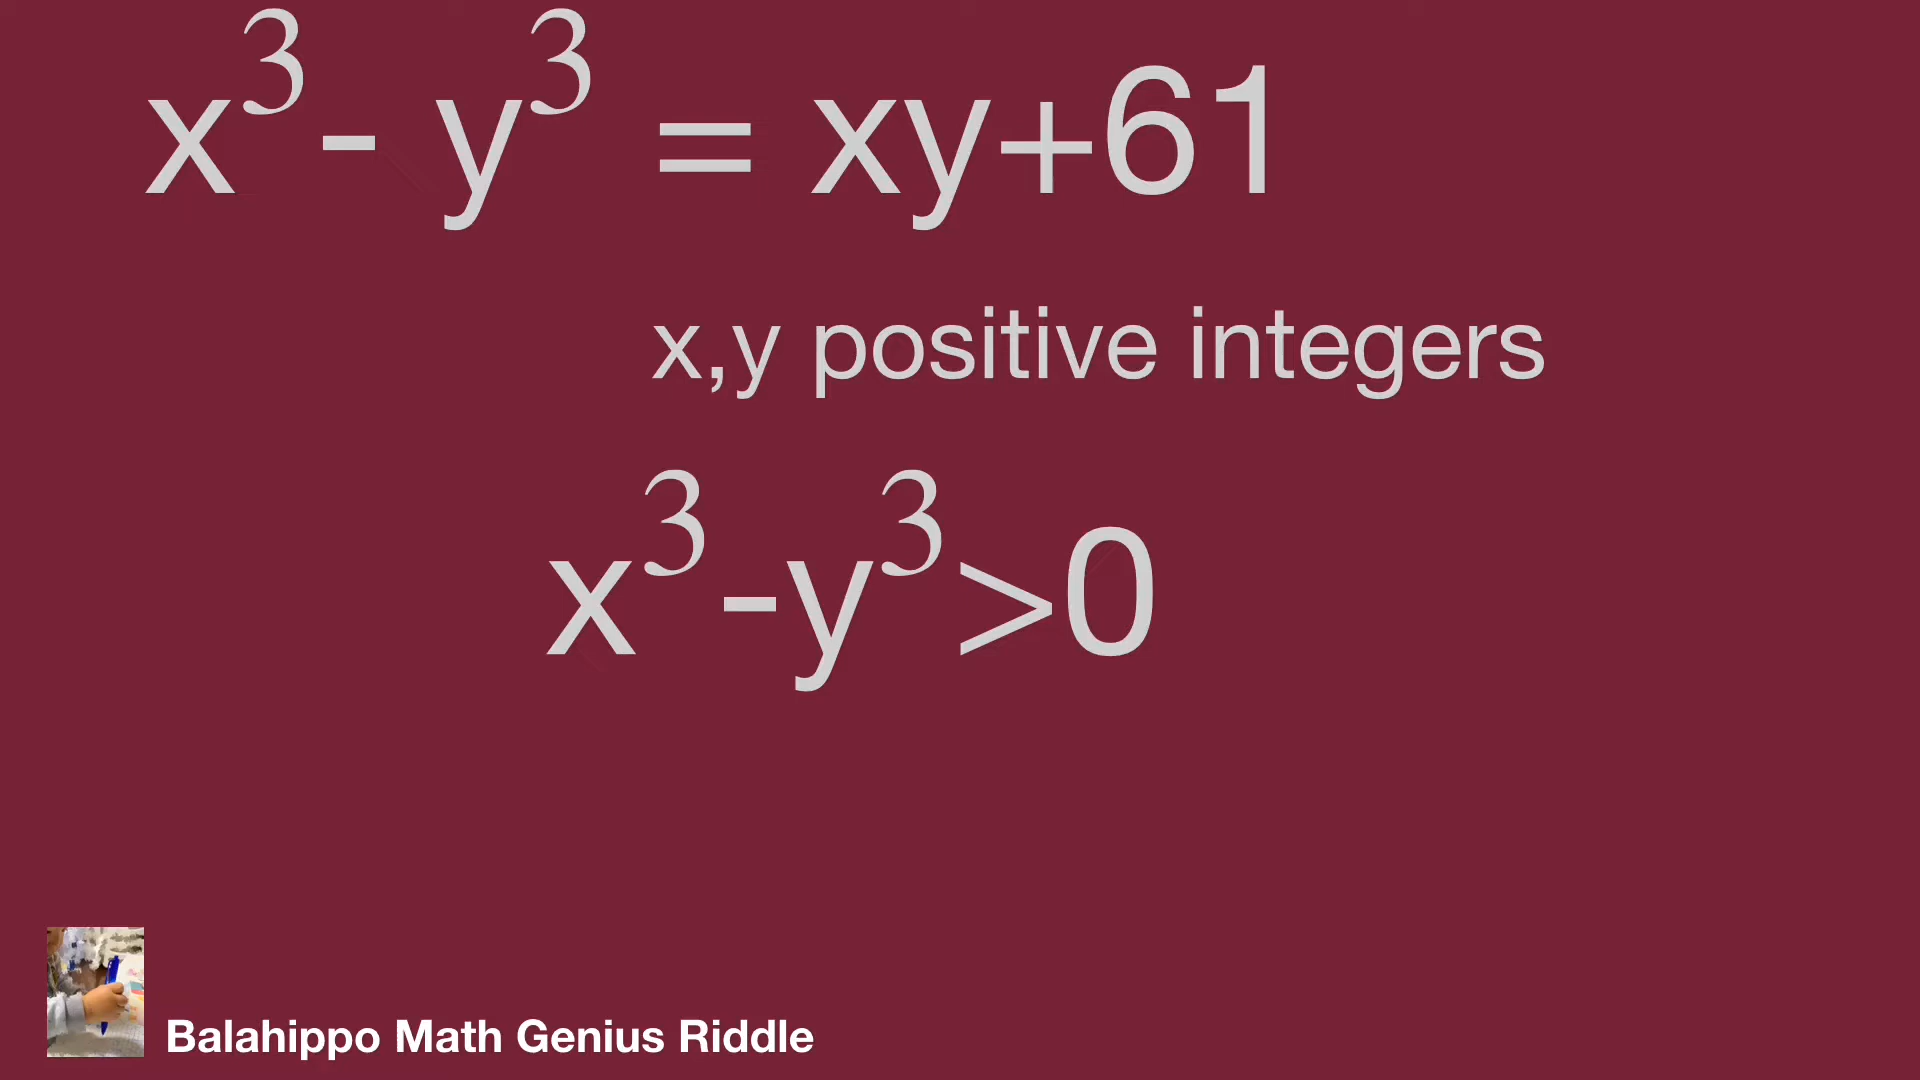 x³- y³ = xy+61
x,y positive integers
x³-y³>0
Balahippo Math Genius Riddle